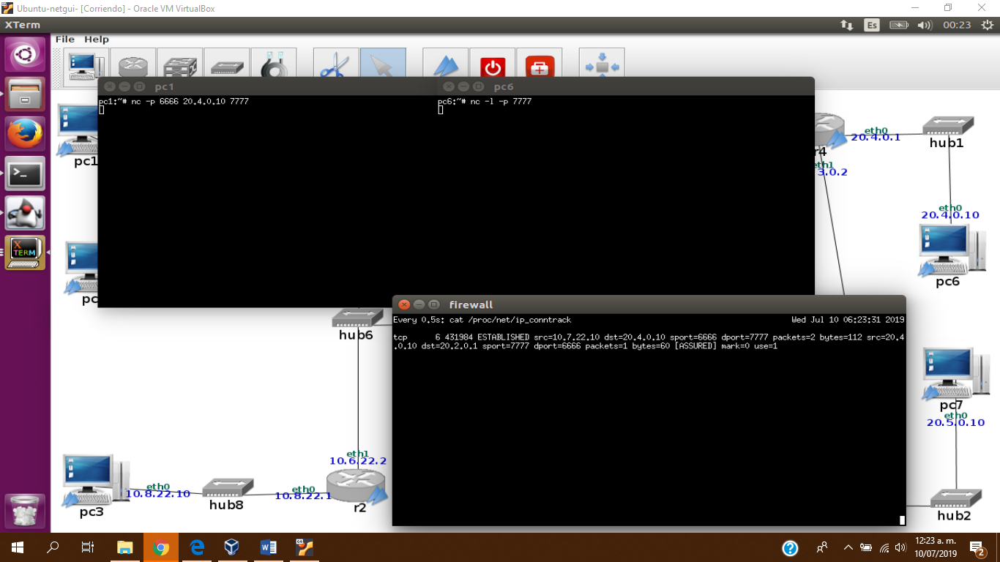 Ubuntu-netgui- [Corriendo] - Oracle VM VirtualBox
XTerm
Es
00:23
File Help
pc1
pc6
pc1:~# nc -p 6666 20.4.0.10 7777
pc6:~# nc -l -p 7777
pc1
pc
r4
eth0
20.4.0.1
hub1
eth1
3.0.2
eth0
20.4.0.10
pc6
X
TERM
firewall
Every 0.5s: cat /proc/net/ip_conntrack
Wed Jul 10 06:23:31 2019
tcp 6 431984 ESTABLISHED src=10.7.22.10 dst=20.4.0.10 sport=6666 dport=7777 packets=2 bytes=112 src=20.4
.0.10 dst=20.2.0.1 sport=7777 dport=6666 packets=1 bytes=60 [ASSURED] mark=0 use=1
hub6
pc7
eth0
20.5.0.10
eth1
10.6.22.2
eth0
10.8.22.10
hub8
eth0
10.8.22.1
r2
pc3
hub2
12:23 a. m.
10/07/2019
2